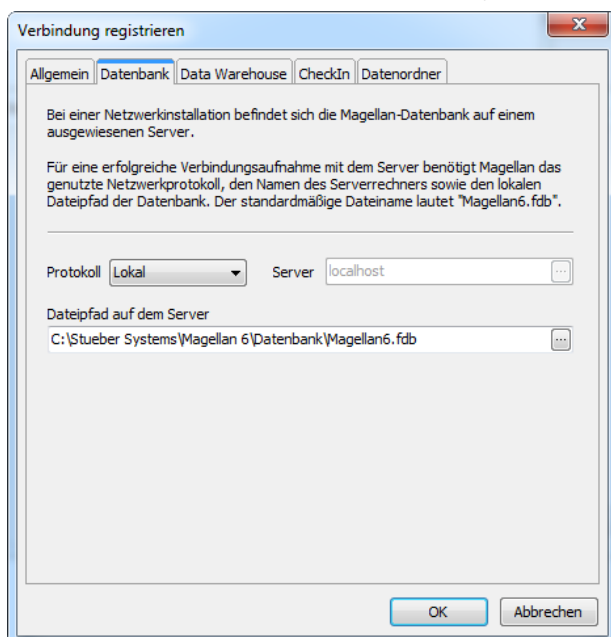 Verbindung registrieren
Allgemein Datenbank Data Warehouse CheckIn Datenordner
Bei einer Netzwerkinstallation befindet sich die Magellan-Datenbank auf einem
ausgewiesenen Server.
Für eine erfolgreiche Verbindungsaufnahme mit dem Server benötigt Magellan das
genutzte Netzwerkprotokoll, den Namen des Serverrechners sowie den lokalen
Dateipfad der Datenbank. Der standardmäßige Dateiname lautet "Magellan6.fdb".
Protokoll Lokal Server localhost ...
Dateipfad auf dem Server
C:\Stueber Systems\Magellan 6\Datenbank\Magellan6.fdb ...
OK Abbrechen